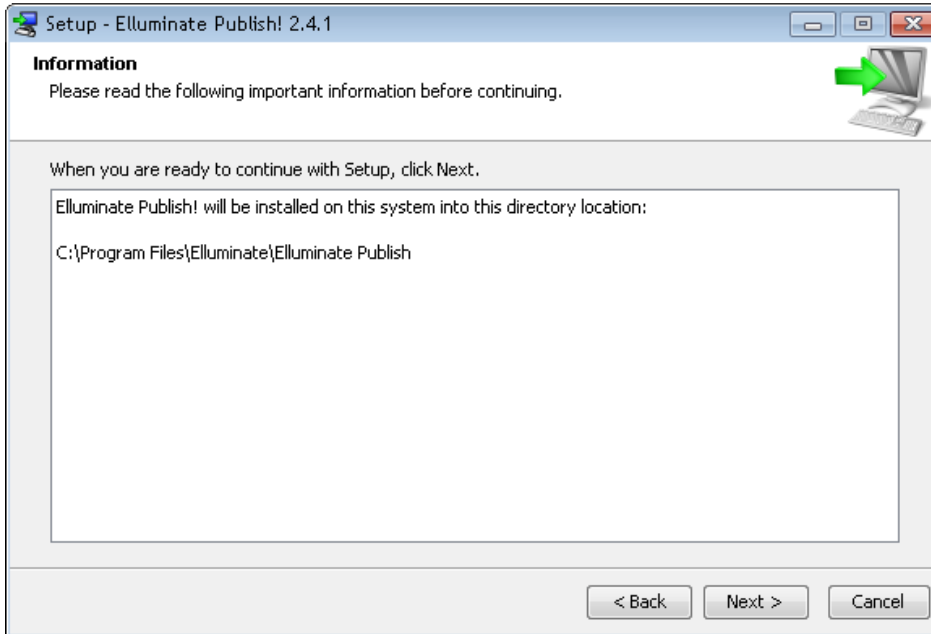 Setup - Elluminate Publish! 2.4.1
Information
Please read the following important information before continuing.
When you are ready to continue with Setup, click Next.
Elluminate Publish! will be installed on this system into this directory location:
C:\Program Files\Elluminate\Elluminate Publish
< Back Next > Cancel